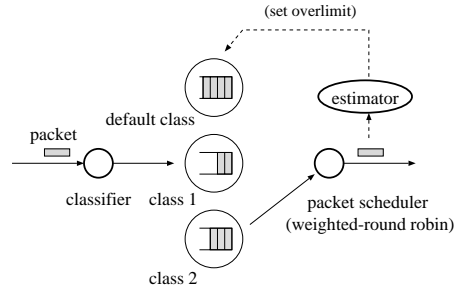 (set overlimit)
estimator
default class
packet
classifier
class 1
packet scheduler
(weighted-round robin)
class 2